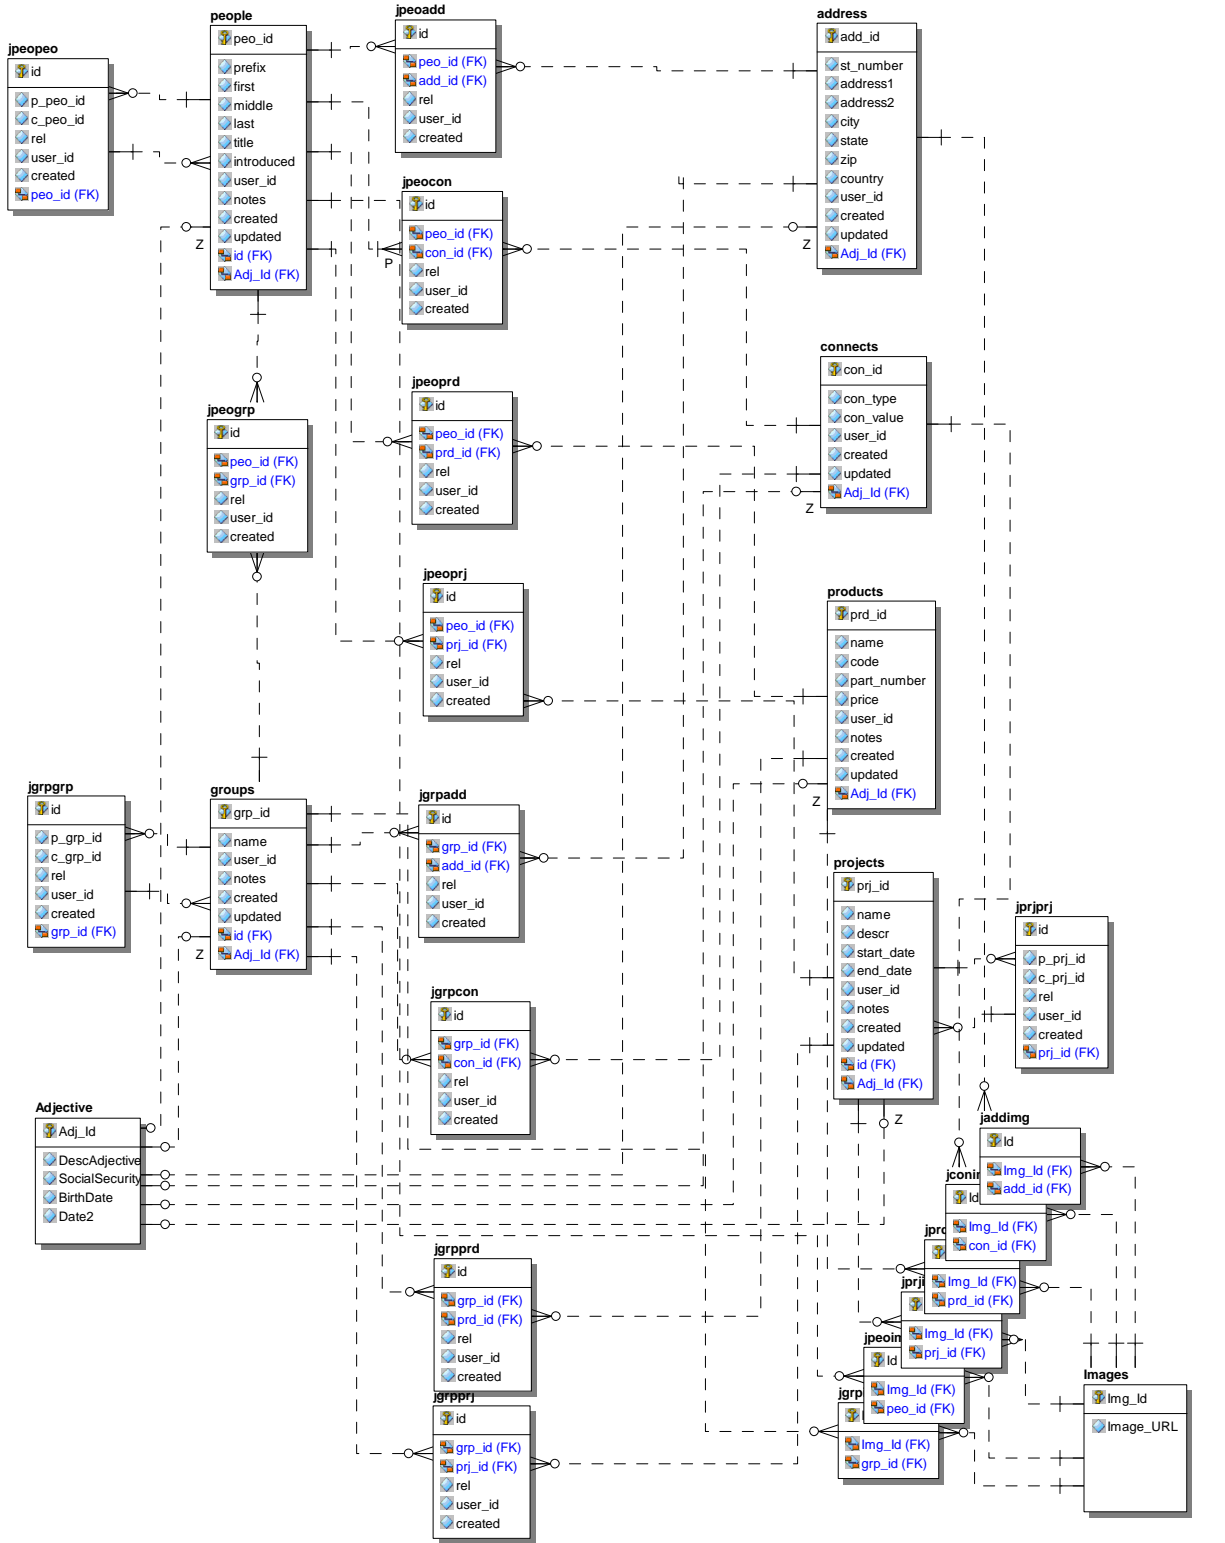 people
peo_id
prefix
first
middle
last
title
introduced
user_id
notes
created
updated
id (FK)
Adj_Id (FK)
jpeoadd
id
peo_id (FK)
add_id (FK)
rel
user_id
created
address
add_id
st_number
address1
address2
city
state
zip
country
user_id
created
updated
Adj_Id (FK)
jpeopeo
id
p_peo_id
c_peo_id
rel
user_id
created
peo_id (FK)
Z
Z
jpeocon
id
peo_id (FK)
con_id (FK)
rel
user_id
created
P
connects
con_id
con_type
con_value
user_id
created
updated
Adj_Id (FK)
Z
jpeogrp
id
peo_id (FK)
grp_id (FK)
rel
user_id
created
jpeoprd
id
peo_id (FK)
prd_id (FK)
rel
user_id
created
jpeoprj
id
peo_id (FK)
prj_id (FK)
rel
user_id
created
products
prd_id
name
code
part_number
price
user_id
notes
created
updated
Adj_Id (FK)
Z
jgrpgrp
id
p_grp_id
c_grp_id
rel
user_id
created
grp_id (FK)
groups
grp_id
name
user_id
notes
created
updated
id (FK)
Adj_Id (FK)
Z
jgrpadd
id
grp_id (FK)
add_id (FK)
rel
user_id
created
projects
prj_id
name
descr
start_date
end_date
user_id
notes
created
updated
id (FK)
Adj_Id (FK)
Z
jprjprj
id
p_prj_id
c_prj_id
rel
user_id
created
prj_id (FK)
jgrpcon
id
grp_id (FK)
con_id (FK)
rel
user_id
created
Adjective
Adj_Id
DescAdjective
SocialSecurity
BirthDate
Date2
jaddimg
Id
Img_Id (FK)
add_id (FK)
Id
Img_Id (FK)
con_id (FK)
Img_Id (FK)
prd_id (FK)
Img_Id (FK)
prj_id (FK)
Id
Img_Id (FK)
peo_id (FK)
Img_Id (FK)
grp_id (FK)
jgrpprd
id
grp_id (FK)
prd_id (FK)
rel
user_id
created
jgrpprj
id
grp_id (FK)
prj_id (FK)
rel
user_id
created
Images
Img_Id
Image_URL